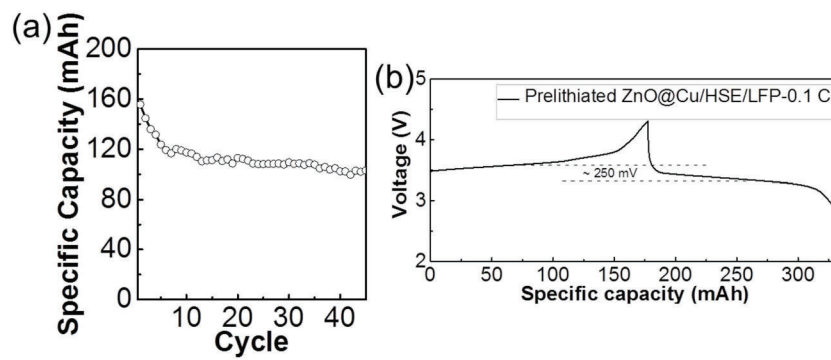 (a)
Specific Capacity (mAh)
200
160
120
80
40
0
10
20
30
40
Cycle
(b)
Voltage (V)
5
4
3
2
Prelithiated ZnO@Cu/HSE/LFP-0.1 C
~ 250 mV
0
50
100
150
200
250
300
Specific capacity (mAh)